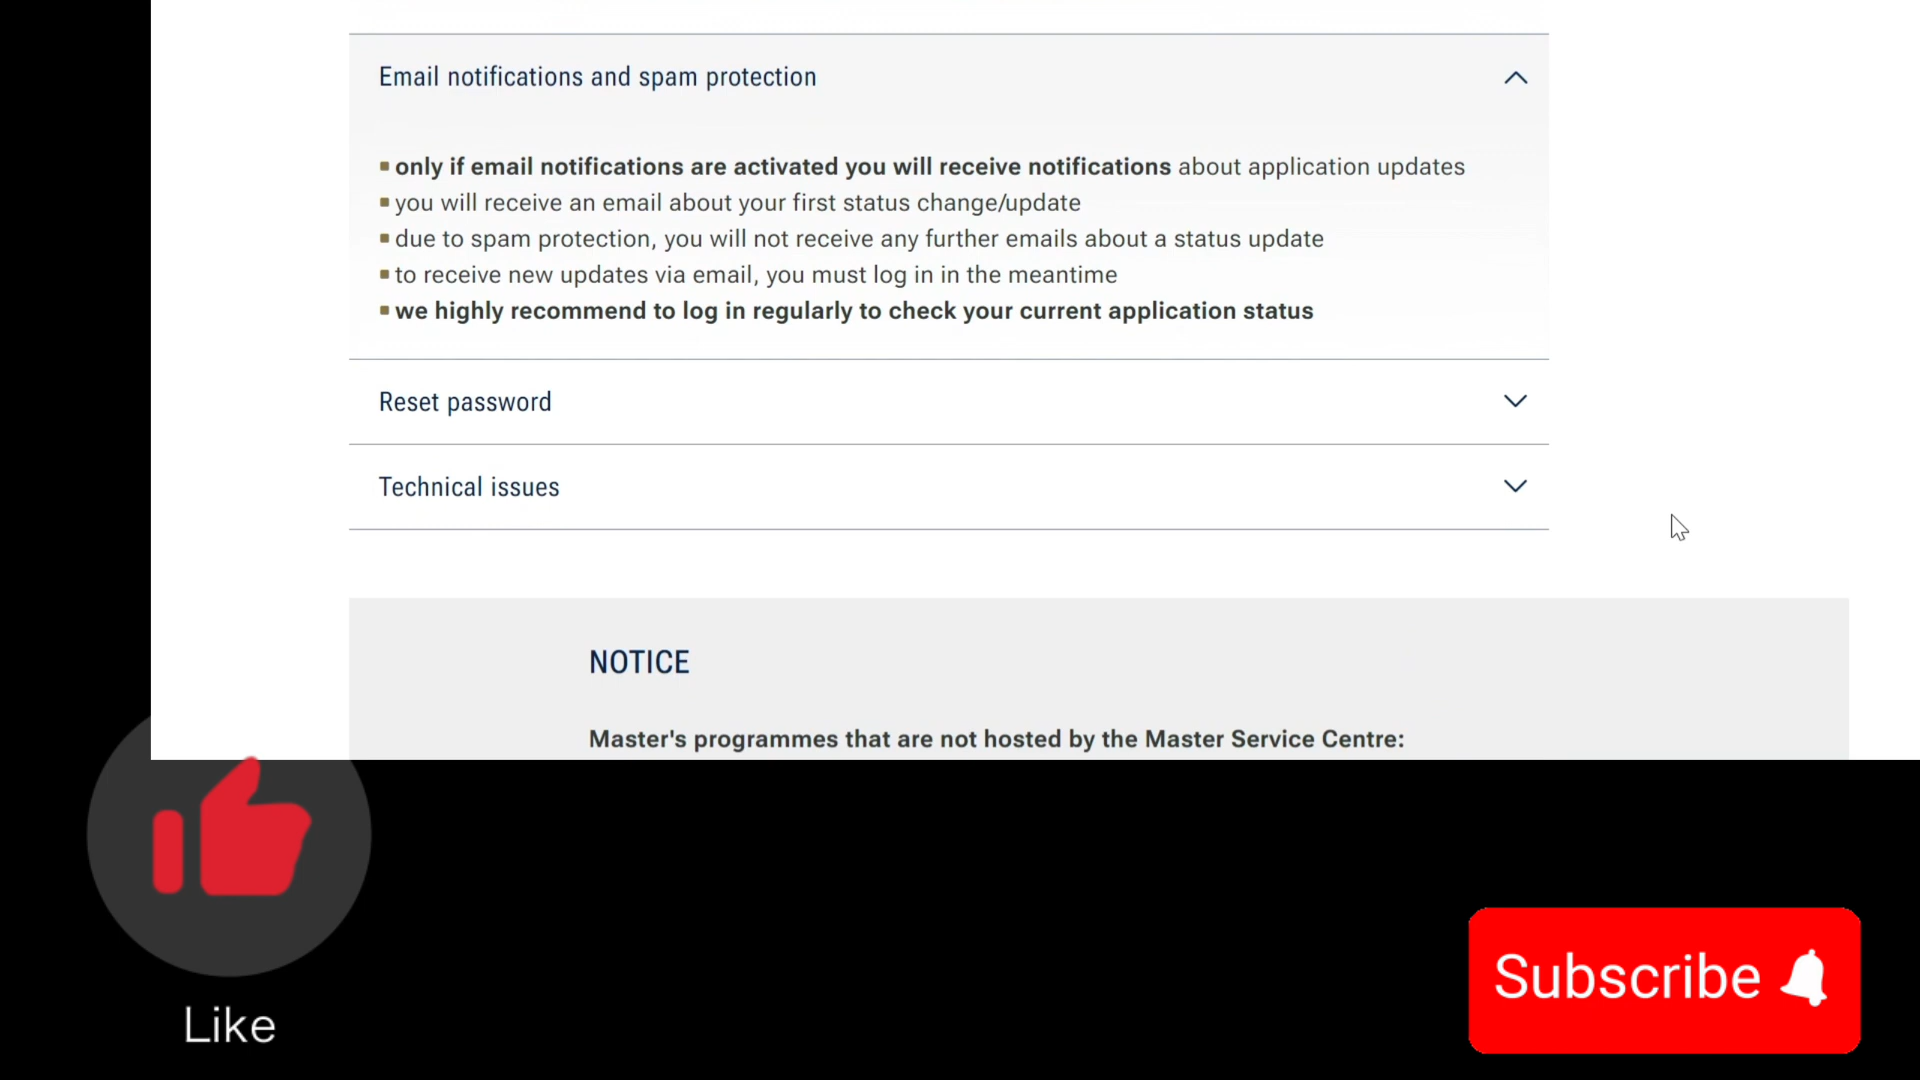 Email notifications and spam protection
only if email notifications are activated you will receive notifications about application updates
you will receive an email about your first status change/update
due to spam protection, you will not receive any further emails about a status update
to receive new updates via email, you must log in in the meantime
we highly recommend to log in regularly to check your current application status
Reset password
Technical issues
NOTICE
Master's programmes that are not hosted by the Master Service Centre:
Like
Subscribe